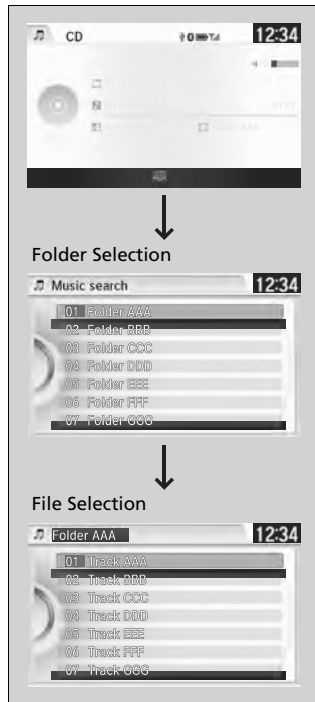 CD 12:34
Album AAA
Folder Selection
Music search 12:34
01 Folder AAA
02 Folder BBB
03 Folder CCC
04 Folder DDD
05 Folder EEE
06 Folder FFF
07 Folder GGG
File Selection
Folder AAA 12:34
01 Track AAA
02 Track BBB
03 Track CCC
04 Track DDD
05 Track EEE
06 Track FFF
07 Track GGG